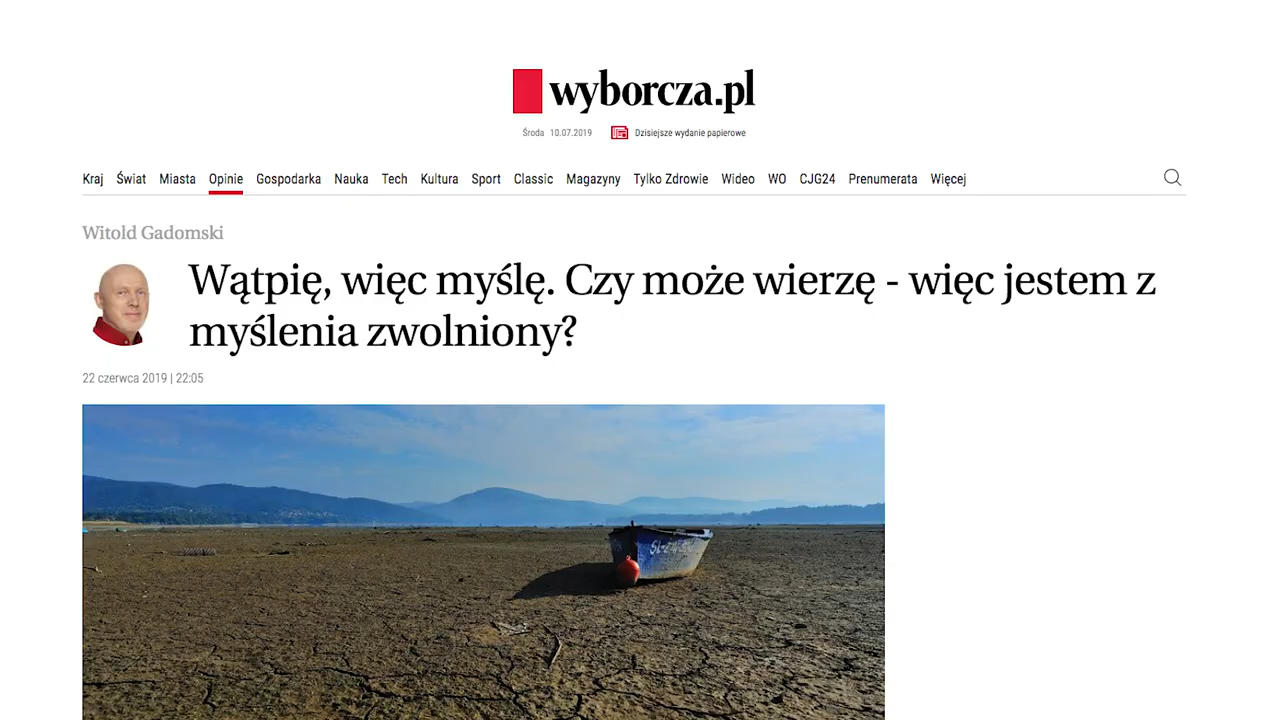 wyborcza.pl
Środa 10.07.2019 Dzisiejsze wydanie papierowe
Kraj Świat Miasta Opinie Gospodarka Nauka Tech Kultura Sport Classic Magazyny Tylko Zdrowie Wideo WO CJG24 Prenumerata Więcej
Witold Gadomski
Wątpię, więc myślę. Czy może wierzę - więc jestem z
myślenia zwolniony?
22 czerwca 2019 | 22:05